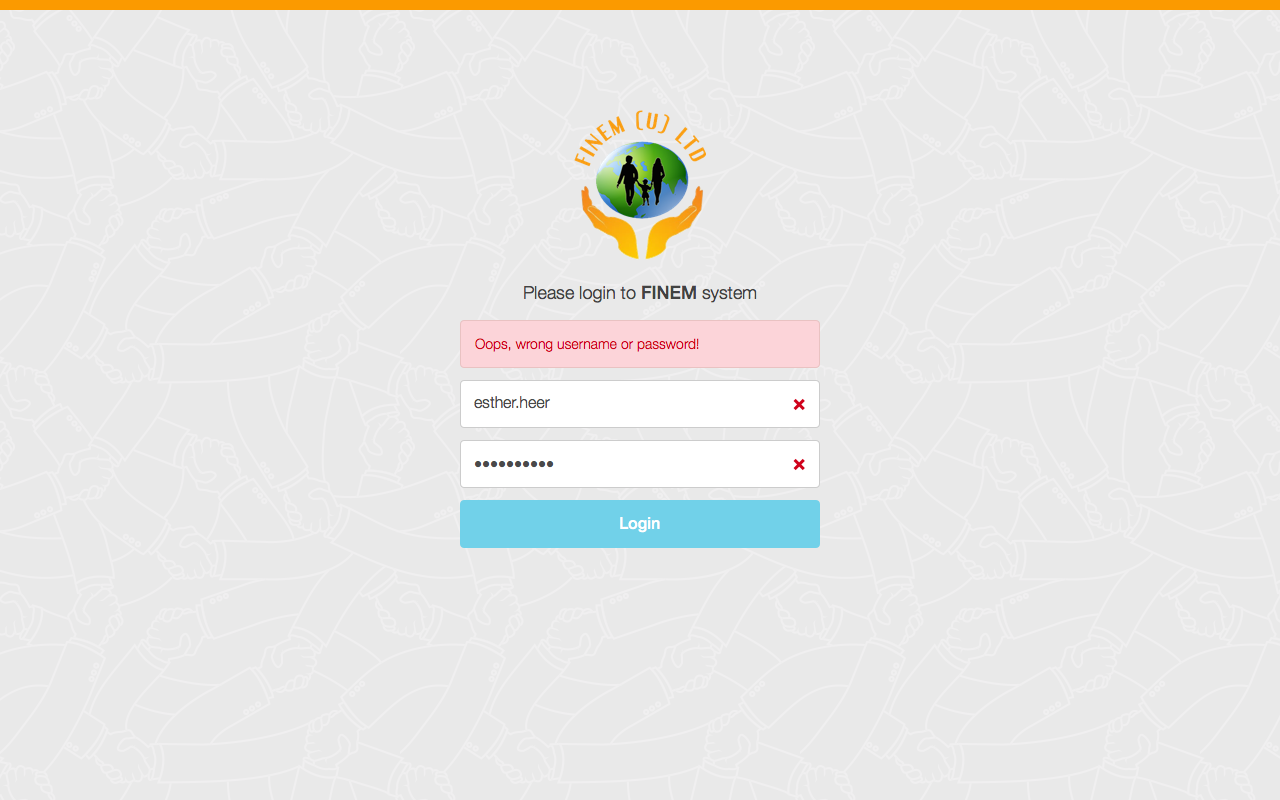 FINEM (U) LTD
Please login to FINEM system
Oops, wrong username or password!
esther.heer
••••••••••
Login